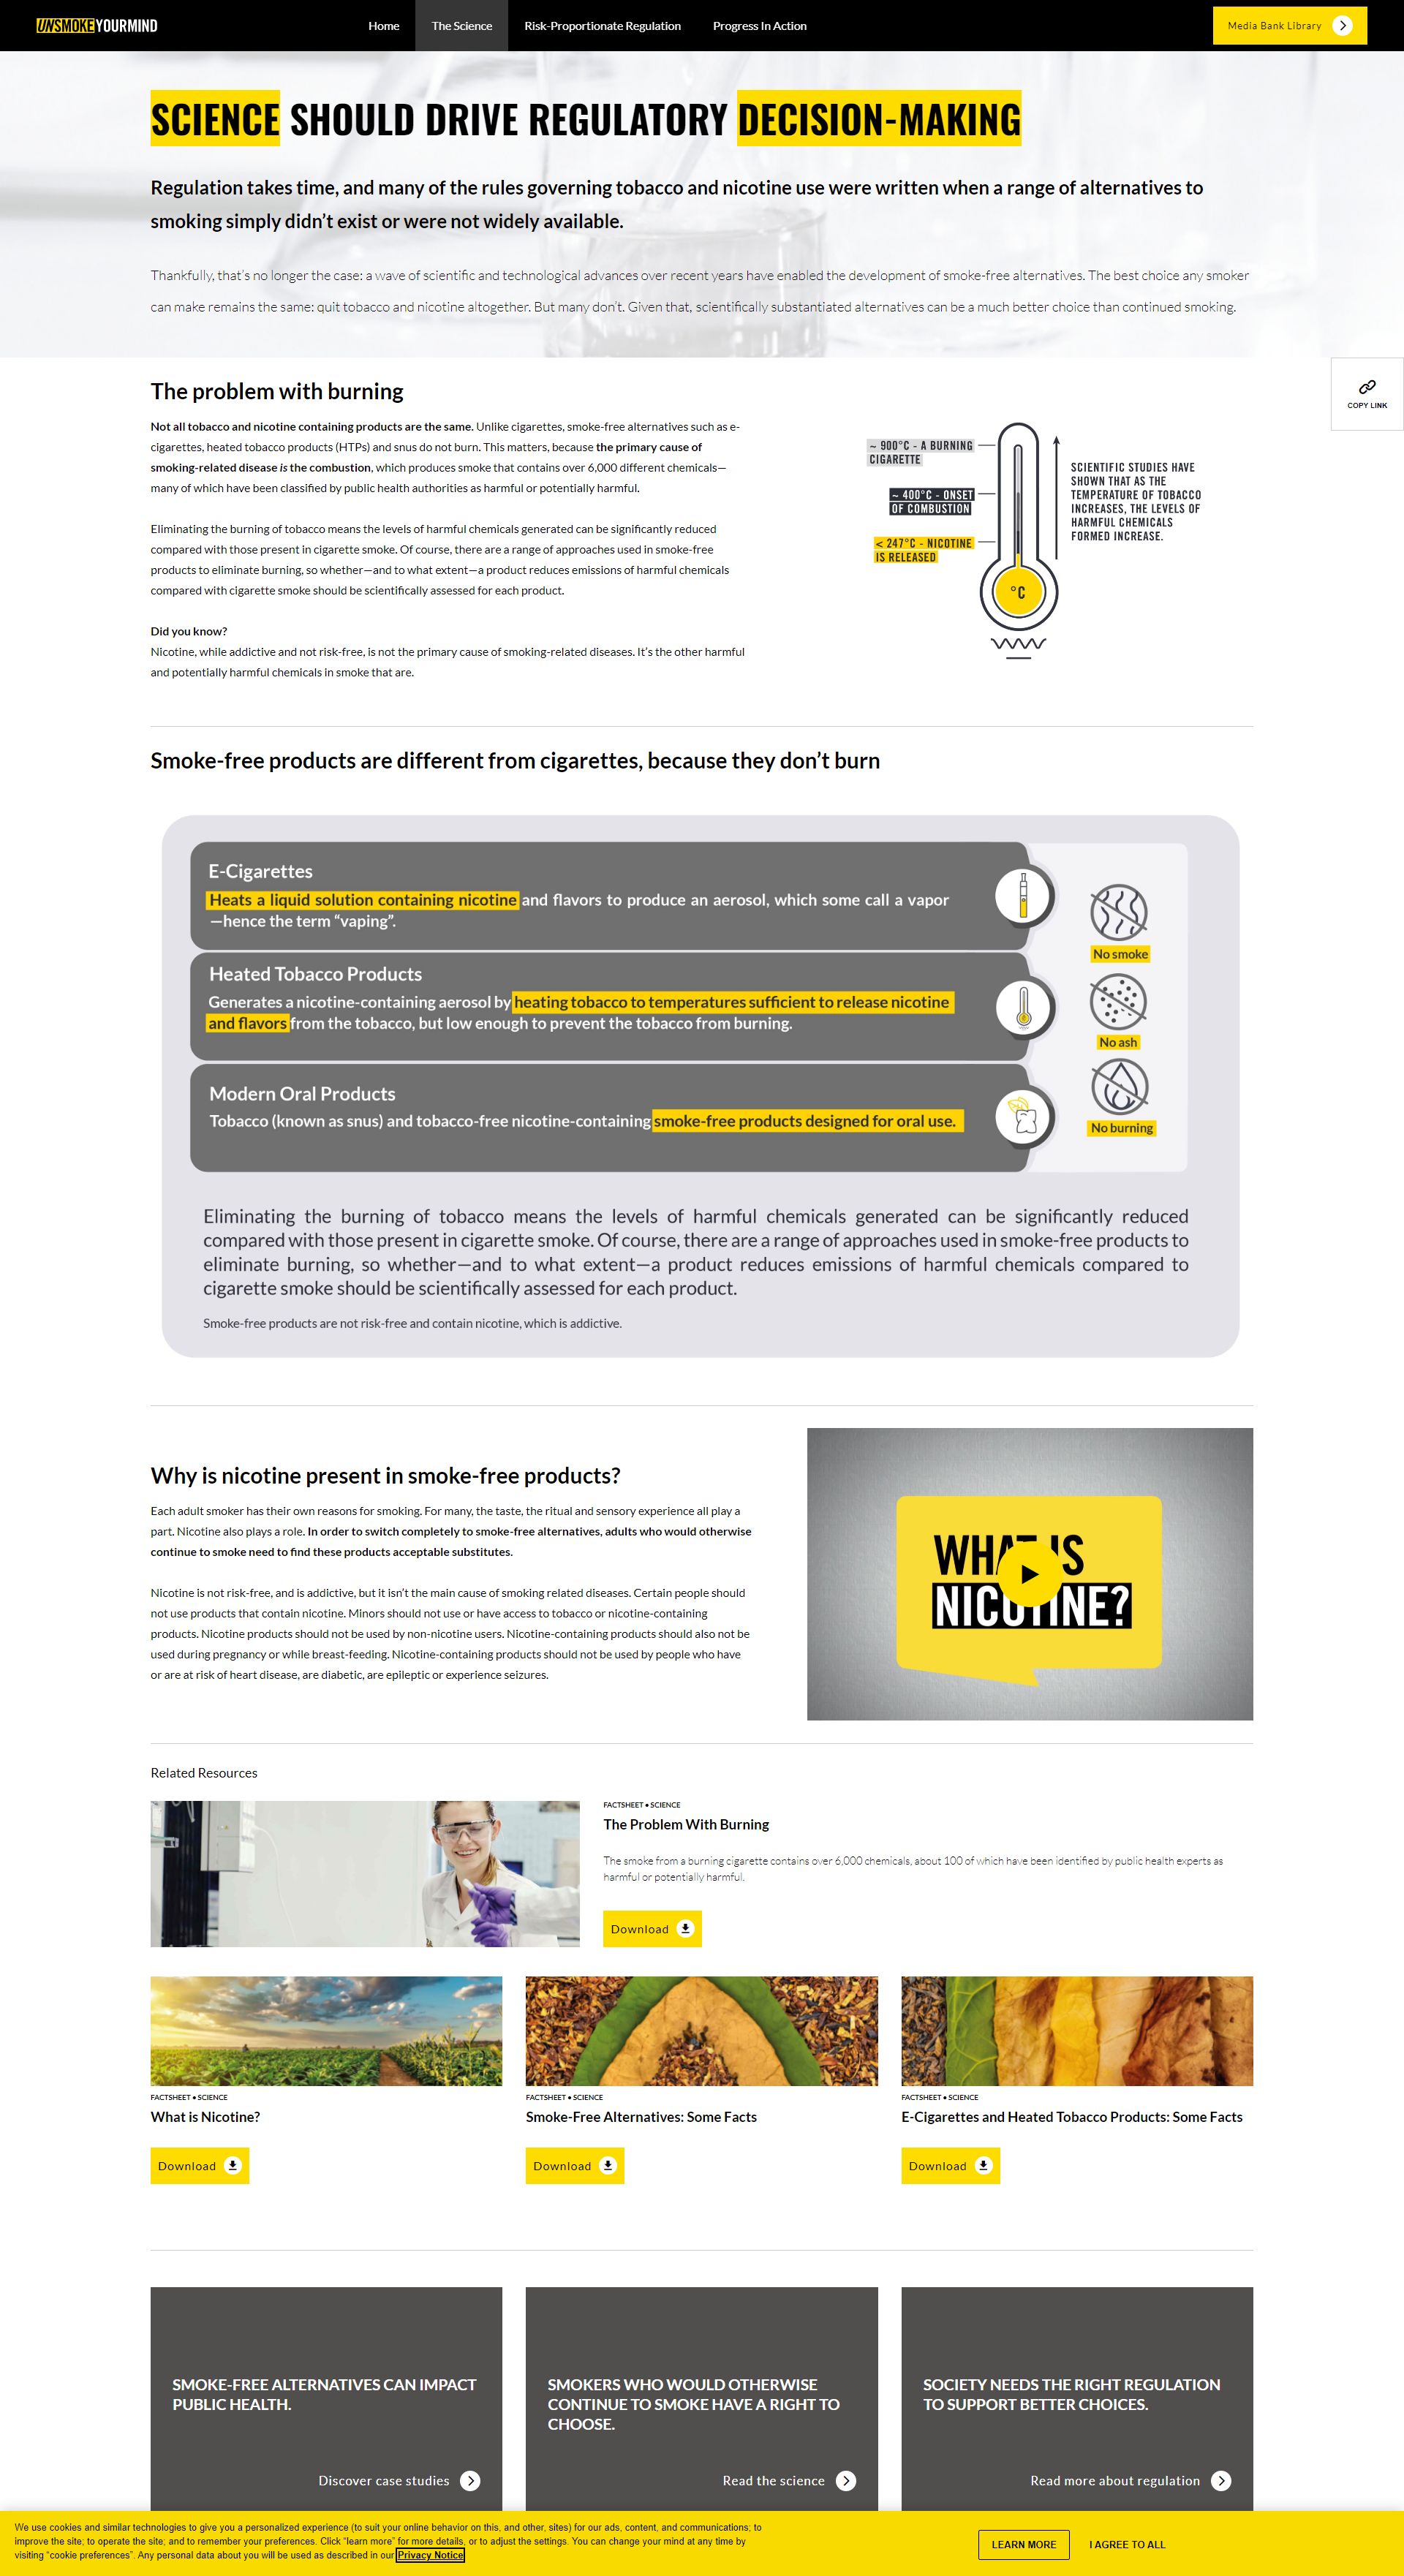 UNSMOKEYOURMIND
Home
The Science
Risk-Proportionate Regulation
Progress In Action
Media Bank Library
SCIENCE SHOULD DRIVE REGULATORY DECISION-MAKING
Regulation takes time, and many of the rules governing tobacco and nicotine use were written when a range of alternatives to
smoking simply didn’t exist or were not widely available.
Thankfully, that’s no longer the case: a wave of scientific and technological advances over recent years have enabled the development of smoke-free alternatives. The best choice any smoker
can make remains the same: quit tobacco and nicotine altogether. But many don’t. Given that, scientifically substantiated alternatives can be a much better choice than continued smoking.
COPY LINK
The problem with burning
Not all tobacco and nicotine containing products are the same. Unlike cigarettes, smoke-free alternatives such as e-
cigarettes, heated tobacco products (HTPs) and snus do not burn. This matters, because the primary cause of
smoking-related disease is the combustion, which produces smoke that contains over 6,000 different chemicals—
many of which have been classified by public health authorities as harmful or potentially harmful.
Eliminating the burning of tobacco means the levels of harmful chemicals generated can be significantly reduced
compared with those present in cigarette smoke. Of course, there are a range of approaches used in smoke-free
products to eliminate burning, so whether—and to what extent—a product reduces emissions of harmful chemicals
compared with cigarette smoke should be scientifically assessed for each product.
Did you know?
Nicotine, while addictive and not risk-free, is not the primary cause of smoking-related diseases. It’s the other harmful
and potentially harmful chemicals in smoke that are.
~ 900°C - A BURNING
CIGARETTE
~ 400°C - ONSET
OF COMBUSTION
< 247°C - NICOTINE
IS RELEASED
°C
SCIENTIFIC STUDIES HAVE
SHOWN THAT AS THE
TEMPERATURE OF TOBACCO
INCREASES, THE LEVELS OF
HARMFUL CHEMICALS
FORMED INCREASE.
Smoke-free products are different from cigarettes, because they don’t burn
E-Cigarettes
Heats a liquid solution containing nicotine and flavors to produce an aerosol, which some call a vapor
—hence the term “vaping”.
Heated Tobacco Products
Generates a nicotine-containing aerosol by heating tobacco to temperatures sufficient to release nicotine
and flavors from the tobacco, but low enough to prevent the tobacco from burning.
Modern Oral Products
Tobacco (known as snus) and tobacco-free nicotine-containing smoke-free products designed for oral use.
No smoke
No ash
No burning
Eliminating the burning of tobacco means the levels of harmful chemicals generated can be significantly reduced
compared with those present in cigarette smoke. Of course, there are a range of approaches used in smoke-free products to
eliminate burning, so whether—and to what extent—a product reduces emissions of harmful chemicals compared to
cigarette smoke should be scientifically assessed for each product.
Smoke-free products are not risk-free and contain nicotine, which is addictive.
Why is nicotine present in smoke-free products?
Each adult smoker has their own reasons for smoking. For many, the taste, the ritual and sensory experience all play a
part. Nicotine also plays a role. In order to switch completely to smoke-free alternatives, adults who would otherwise
continue to smoke need to find these products acceptable substitutes.
Nicotine is not risk-free, and is addictive, but it isn’t the main cause of smoking related diseases. Certain people should
not use products that contain nicotine. Minors should not use or have access to tobacco or nicotine-containing
products. Nicotine products should not be used by non-nicotine users. Nicotine-containing products should also not be
used during pregnancy or while breast-feeding. Nicotine-containing products should not be used by people who have
or are at risk of heart disease, are diabetic, are epileptic or experience seizures.
WHAT IS
NICOTINE?
Related Resources
FACTSHEET • SCIENCE
The Problem With Burning
The smoke from a burning cigarette contains over 6,000 chemicals, about 100 of which have been identified by public health experts as
harmful or potentially harmful.
Download
FACTSHEET • SCIENCE
What is Nicotine?
Download
FACTSHEET • SCIENCE
Smoke-Free Alternatives: Some Facts
Download
FACTSHEET • SCIENCE
E-Cigarettes and Heated Tobacco Products: Some Facts
Download
SMOKE-FREE ALTERNATIVES CAN IMPACT
PUBLIC HEALTH.
Discover case studies
SMOKERS WHO WOULD OTHERWISE
CONTINUE TO SMOKE HAVE A RIGHT TO
CHOOSE.
Read the science
SOCIETY NEEDS THE RIGHT REGULATION
TO SUPPORT BETTER CHOICES.
Read more about regulation
We use cookies and similar technologies to give you a personalized experience (to suit your online behavior on this, and other, sites) for our ads, content, and communications; to
improve the site; to operate the site; and to remember your preferences. Click “learn more” for more details, or to adjust the settings. You can change your mind at any time by
visiting “cookie preferences”. Any personal data about you will be used as described in our Privacy Notice
LEARN MORE
I AGREE TO ALL